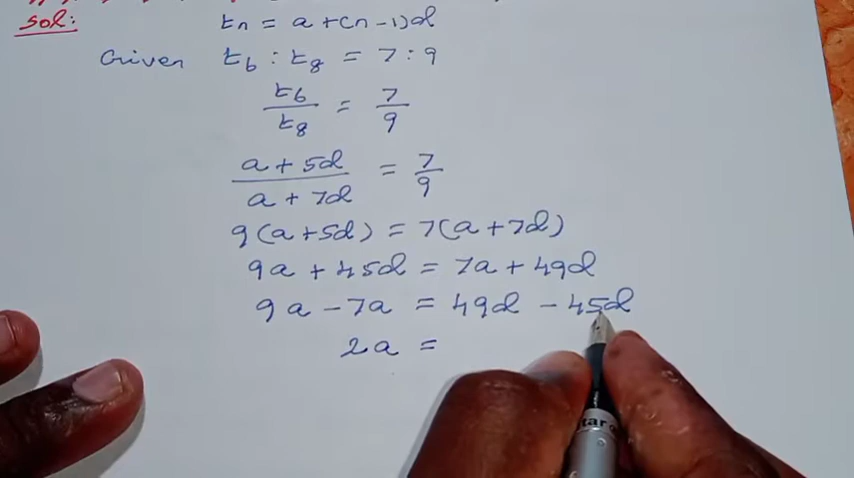 Sol: tn = a + (n-1)d
Given t6 : t8 = 7 : 9
t6/t8 = 7/9
a + 5d / a + 7d = 7/9
9(a+5d) = 7(a+7d)
9a + 45d = 7a + 49d
9a - 7a = 49d - 45d
2a =
tar